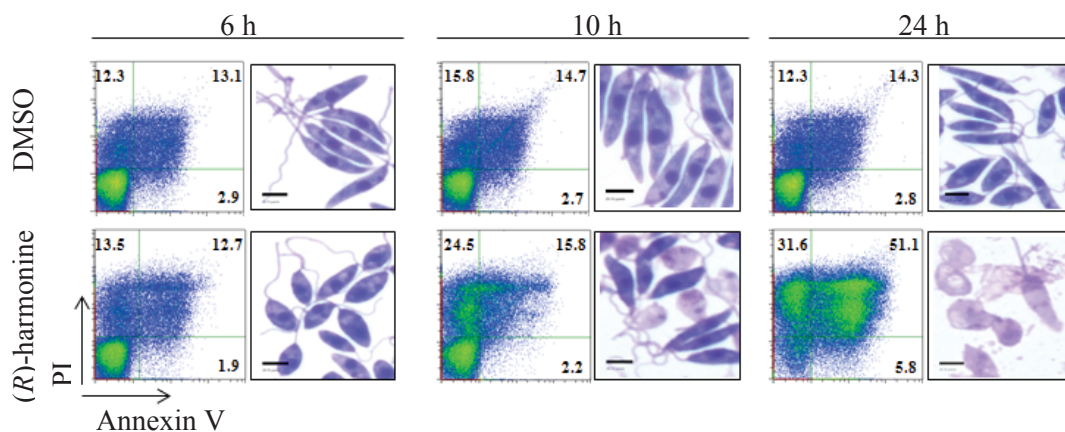 6 h 10 h 24 h
DMSO
12.3 13.1 15.8 14.7 12.3 14.3
2.9 2.7 2.8
(R)-harmonine
13.5 12.7 24.5 15.8 31.6 51.1
1.9 2.2 5.8
PI
Annexin V